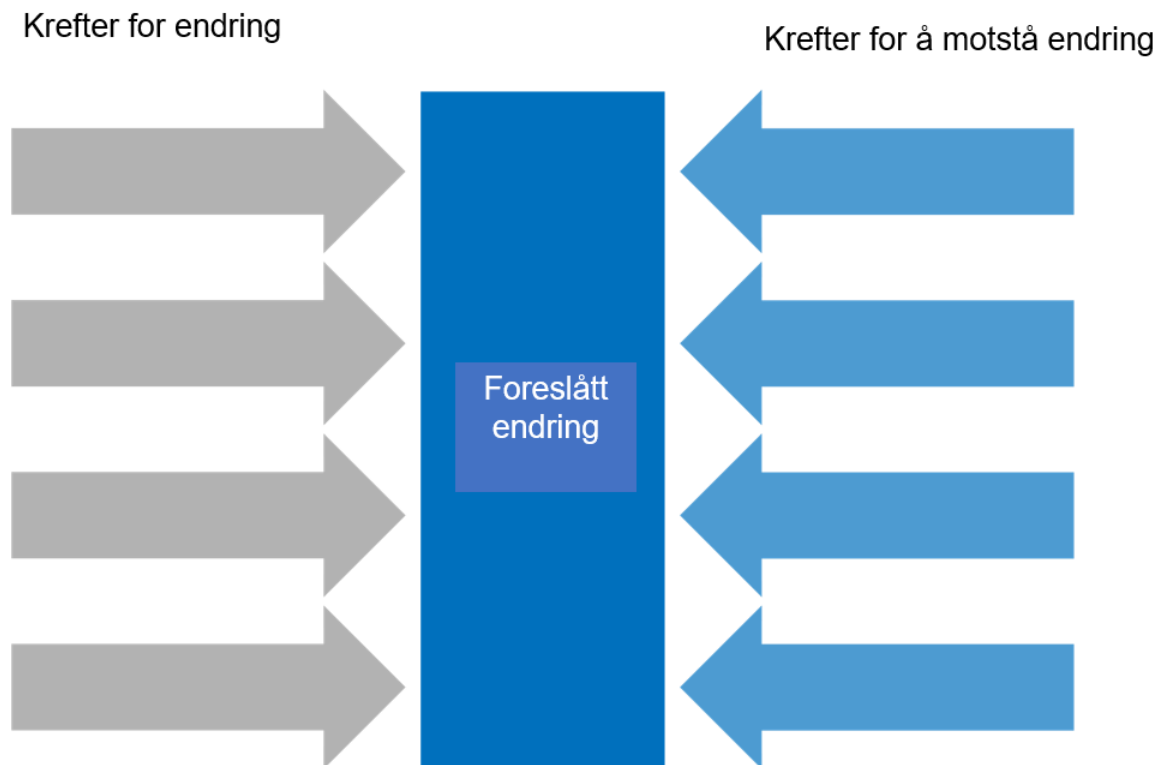 Krefter for endring
Krefter for å motstå endring
Foreslått
endring